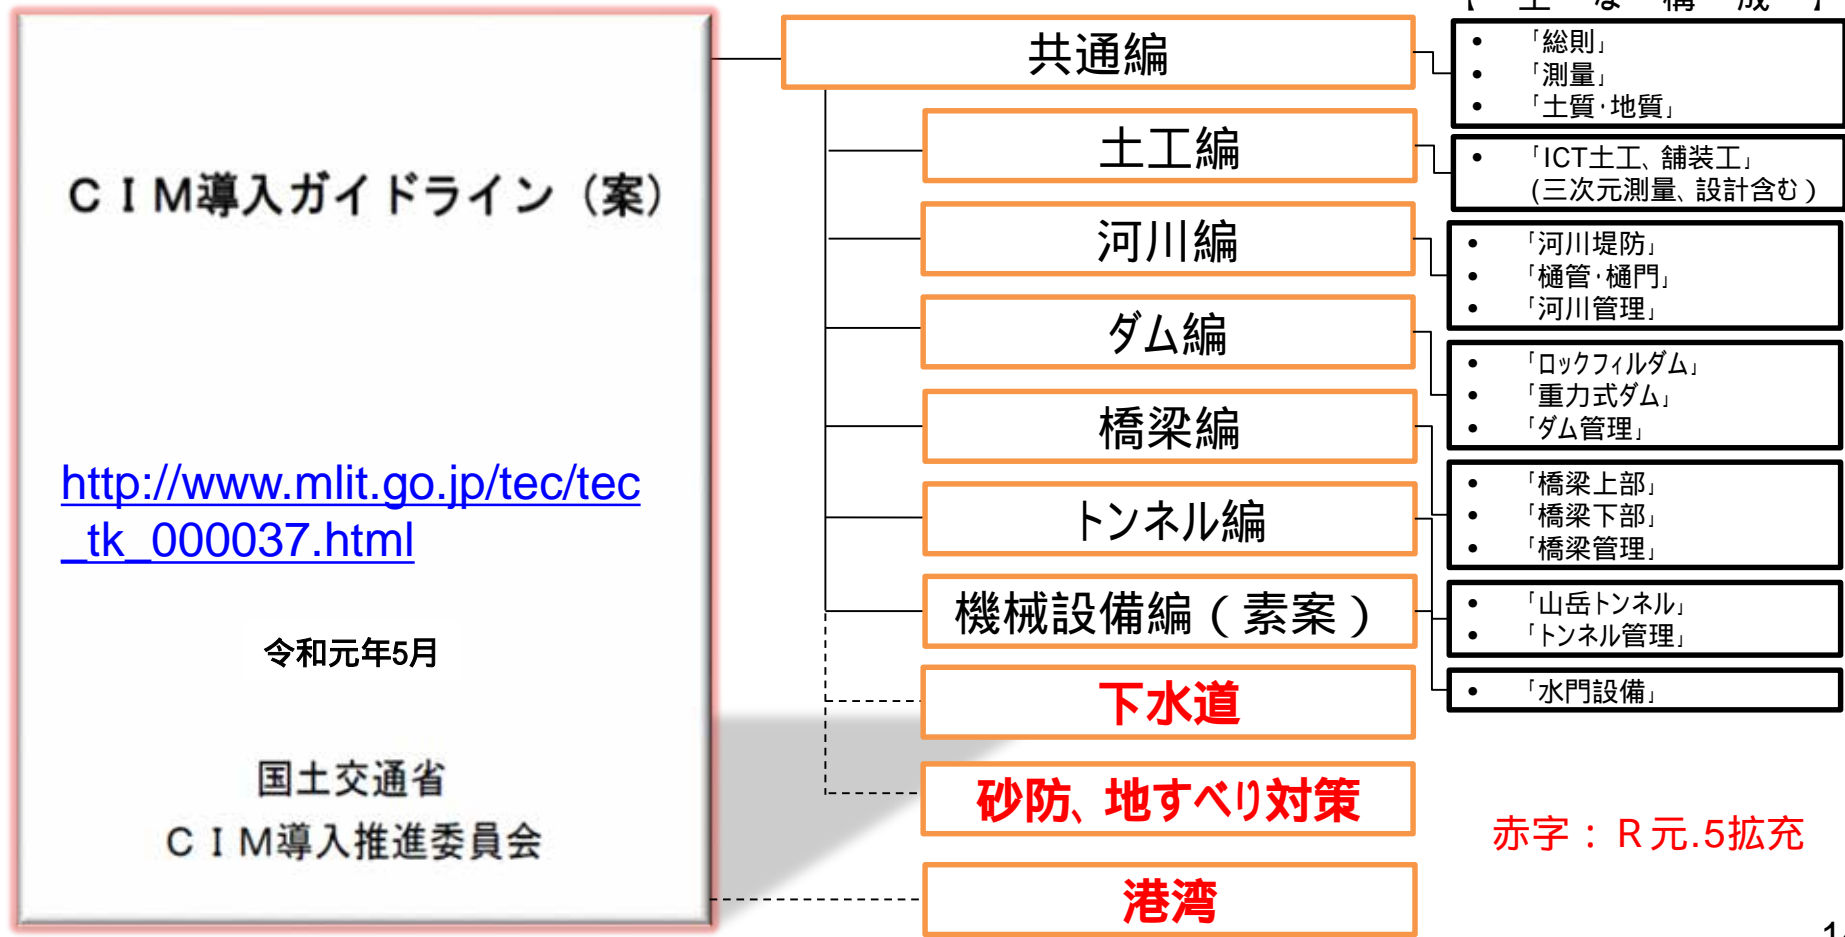 【主な構成】
CIM導入ガイドライン（案）
http://www.mlit.go.jp/tec/tec
_tk_000037.html
令和元年5月
国土交通省
CIM導入推進委員会
共通編
• 「総則」
• 「測量」
• 「土質・地質」
土工編
• 「ICT土工、舗装工」
(三次元測量、設計含む)
河川編
• 「河川堤防」
• 「樋管・樋門」
• 「河川管理」
ダム編
• 「ロックフィルダム」
• 「重力式ダム」
• 「ダム管理」
橋梁編
• 「橋梁上部」
• 「橋梁下部」
• 「橋梁管理」
トンネル編
• 「山岳トンネル」
• 「トンネル管理」
機械設備編（素案）
• 「水門設備」
下水道
砂防、地すべり対策
港湾
赤字：R元.5拡充